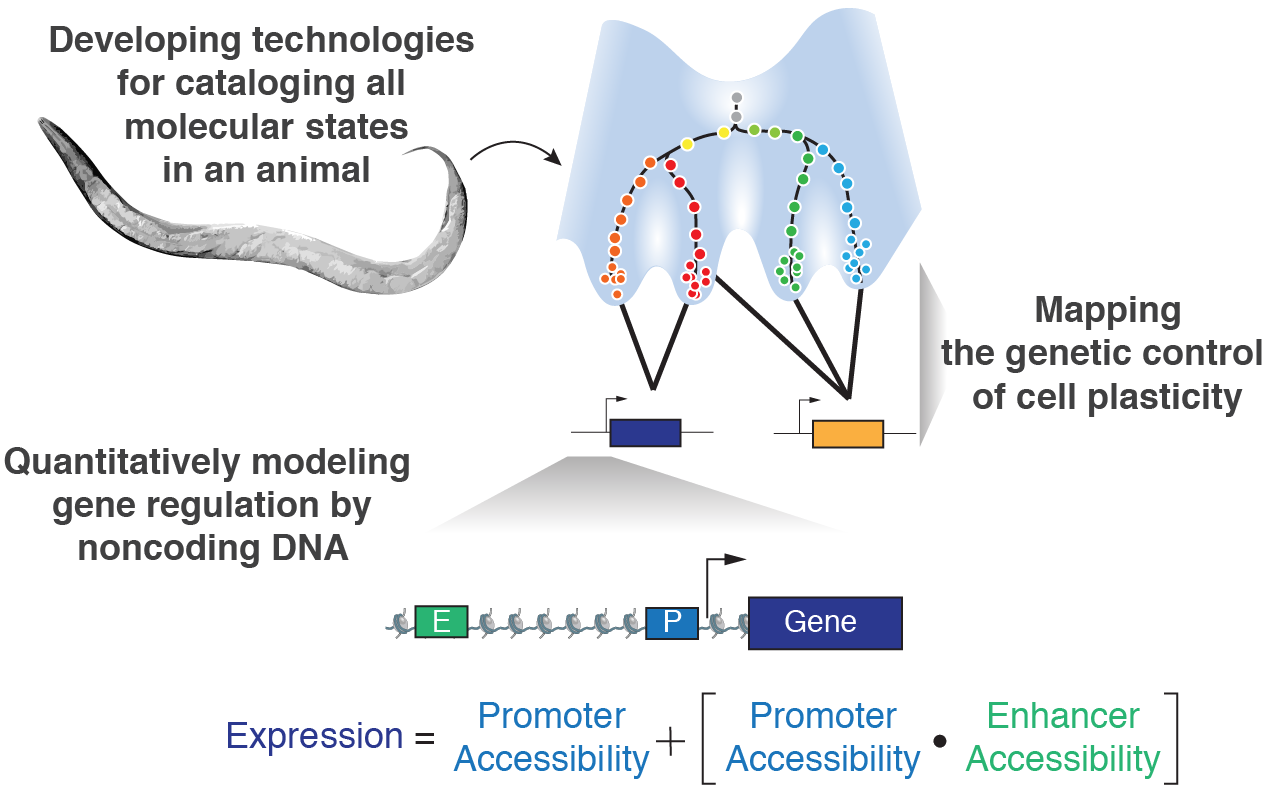 Developing technologies
for cataloging all
molecular states
in an animal
Mapping
the genetic control
of cell plasticity
Quantitatively modeling
gene regulation by
noncoding DNA
E P Gene
Expression = Promoter Accessibility + [ Promoter Accessibility • Enhancer Accessibility ]